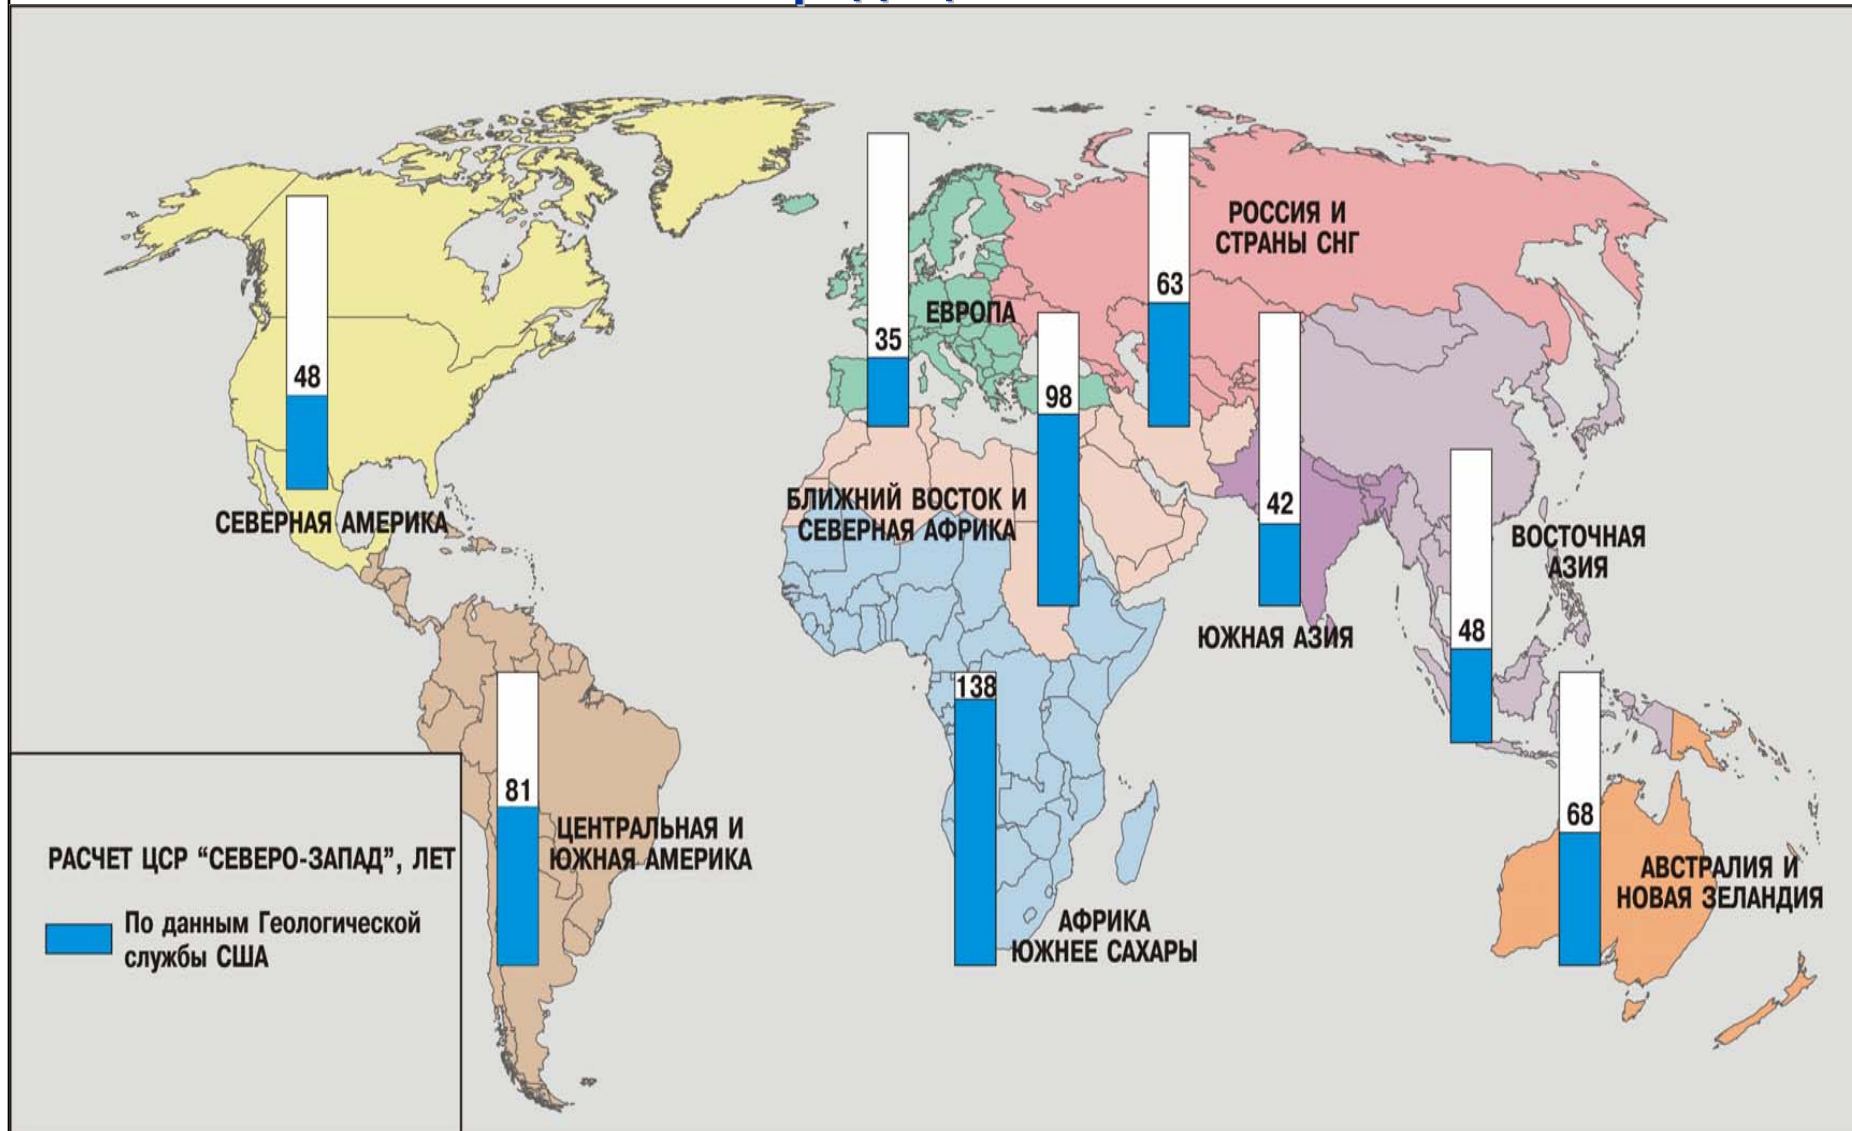 РОССИЯ И
СТРАНЫ СНГ
63
ЕВРОПА
35
48
98
СЕВЕРНАЯ АМЕРИКА
БЛИЖНИЙ ВОСТОК И
СЕВЕРНАЯ АФРИКА
42
ВОСТОЧНАЯ
АЗИЯ
ЮЖНАЯ АЗИЯ
48
138
81
68
ЦЕНТРАЛЬНАЯ И
ЮЖНАЯ АМЕРИКА
АВСТРАЛИЯ И
НОВАЯ ЗЕЛАНДИЯ
АФРИКА
ЮЖНЕЕ САХАРЫ
РАСЧЕТ ЦСР “СЕВЕРО-ЗАПАД”, ЛЕТ
По данным Геологической
службы США